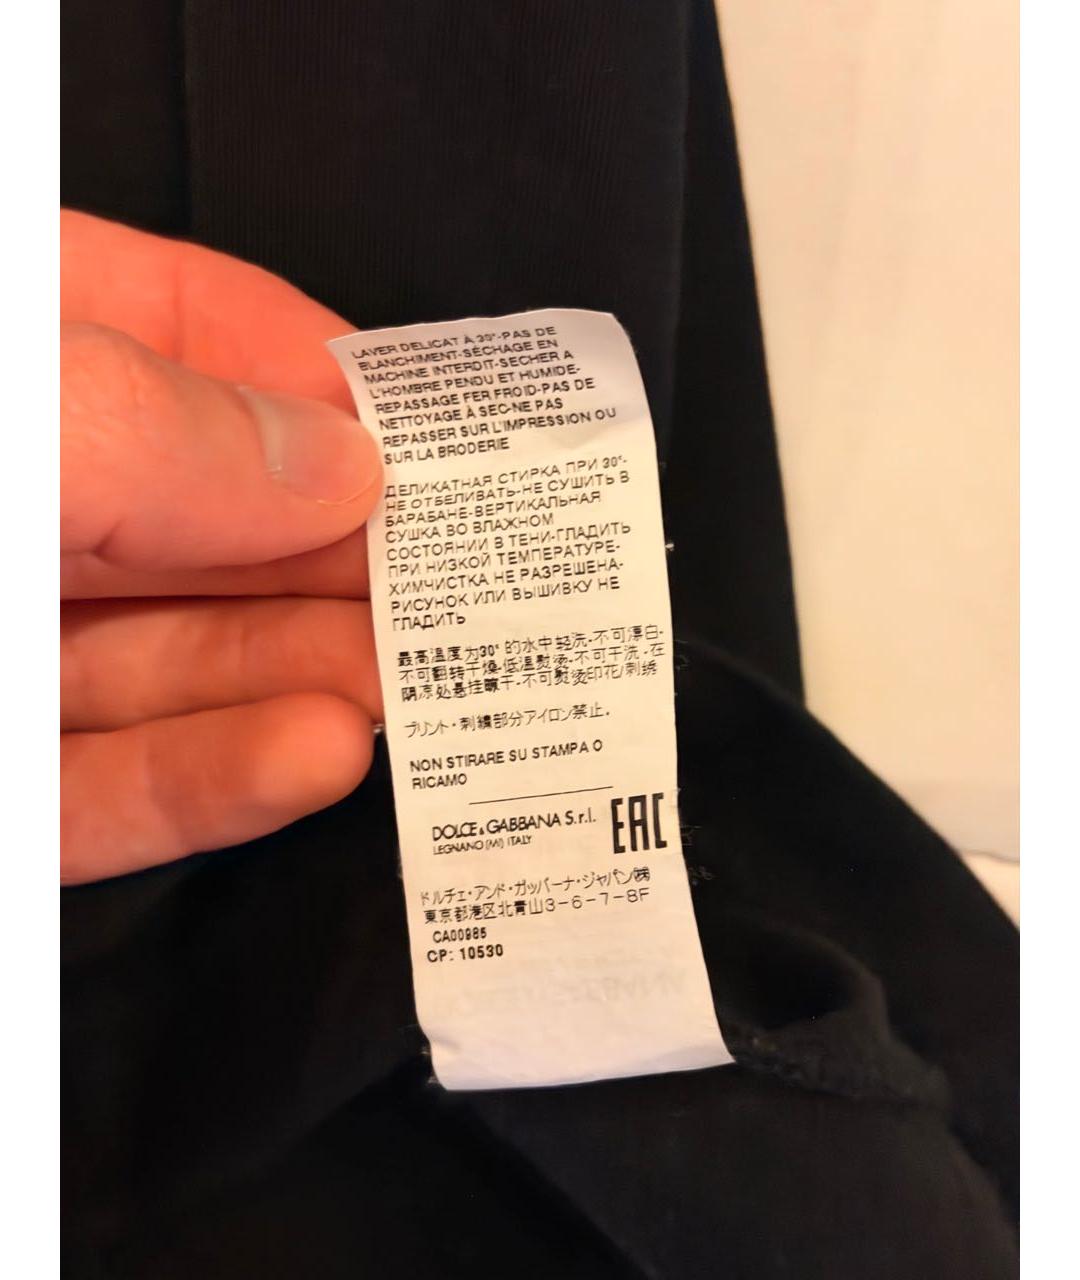 LAVER DELICAT À 30°-PAS DE
BLANCHIMENT-SÉCHAGE EN
MACHINE INTERDIT-SECHER A
L'HOMBRE PENDU ET HUMIDE-
REPASSAGE FER FROID-PAS DE
NETTOYAGE À SEC-NE PAS
REPASSER SUR L'IMPRESSION OU
SUR LA BRODERIE
ДЕЛИКАТНАЯ СТИРКА ПРИ 30°-
НЕ ОТБЕЛИВАТЬ-НЕ СУШИТЬ В
БАРАБАНЕ-ВЕРТИКАЛЬНАЯ
СУШКА ВО ВЛАЖНОМ
СОСТОЯНИИ В ТЕНИ-ГЛАДИТЬ
ПРИ НИЗКОЙ ТЕМПЕРАТУРЕ-
ХИМЧИСТКА НЕ РАЗРЕШЕНА-
РИСУНОК ИЛИ ВЫШИВКУ НЕ
ГЛАДИТЬ
最高温度为30° 的水中轻洗-不可漂白-
不可翻转干燥-低温熨烫-不可干洗-在
阴凉处悬挂晾干-不可熨烫印花/刺绣
プリント・刺繍部分アイロン禁止.
NON STIRARE SU STAMPA O
RICAMO
DOLCE & GABBANA S.r.l.
LEGNANO (MI) ITALY
EAC
ドルチェ・アンド・ガッバーナ・ジャパン㈱
東京都港区北青山3-6-7-8F
CA00985
CP: 10530